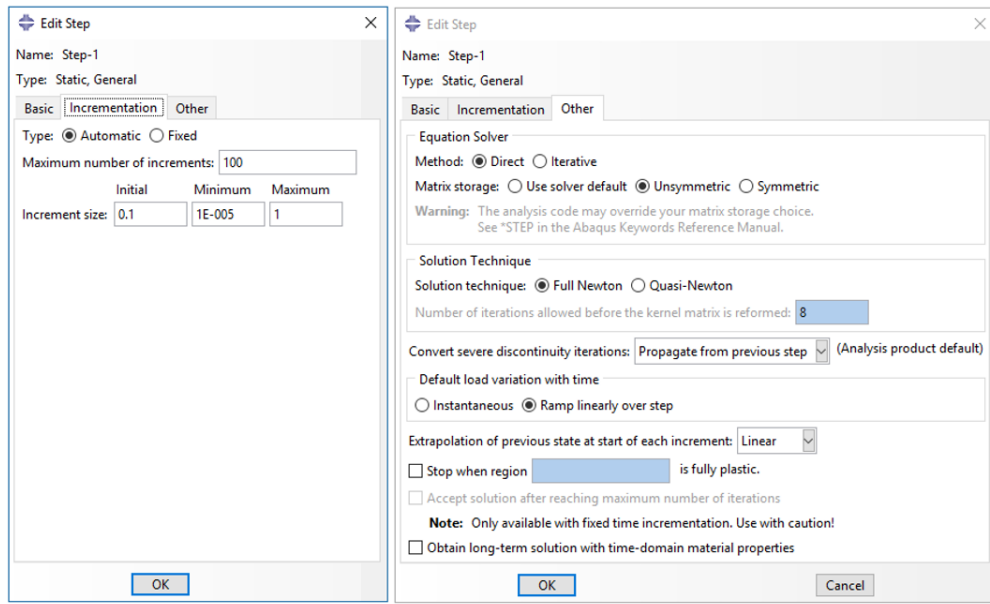 Edit Step
Name: Step-1
Type: Static, General
Basic Incrementation Other
Type: Automatic Fixed
Maximum number of increments: 100
Initial Minimum Maximum
Increment size: 0.1 1E-005 1
OK
Edit Step
Name: Step-1
Type: Static, General
Basic Incrementation Other
Equation Solver
Method: Direct Iterative
Matrix storage: Use solver default Unsymmetric Symmetric
Warning: The analysis code may override your matrix storage choice.
See *STEP in the Abaqus Keywords Reference Manual.
Solution Technique
Solution technique: Full Newton Quasi-Newton
Number of iterations allowed before the kernel matrix is reformed: 8
Convert severe discontinuity iterations: Propagate from previous step (Analysis product default)
Default load variation with time
Instantaneous Ramp linearly over step
Extrapolation of previous state at start of each increment: Linear
Stop when region is fully plastic.
Accept solution after reaching maximum number of iterations
Note: Only available with fixed time incrementation. Use with caution!
Obtain long-term solution with time-domain material properties
OK Cancel